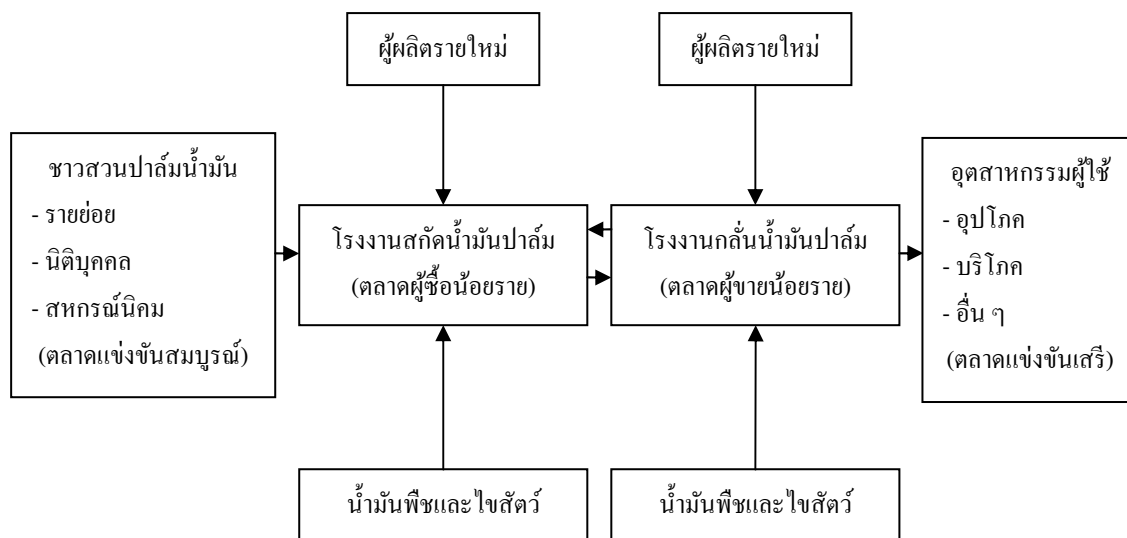 ผู้ผลิตรายใหม่
ผู้ผลิตรายใหม่
ชาวสวนปาล์มน้ำมัน
- รายย่อย
- นิติบุคคล
- สหกรณ์นิคม
(ตลาดแข่งขันสมบูรณ์)
โรงงานสกัดน้ำมันปาล์ม
(ตลาดผู้ซื้อน้อยราย)
โรงงานกลั่นน้ำมันปาล์ม
(ตลาดผู้ขายน้อยราย)
อุตสาหกรรมผู้ใช้
- อุปโภค
- บริโภค
- อื่น ๆ
(ตลาดแข่งขันเสรี)
น้ำมันพืชและไขสัตว์
น้ำมันพืชและไขสัตว์